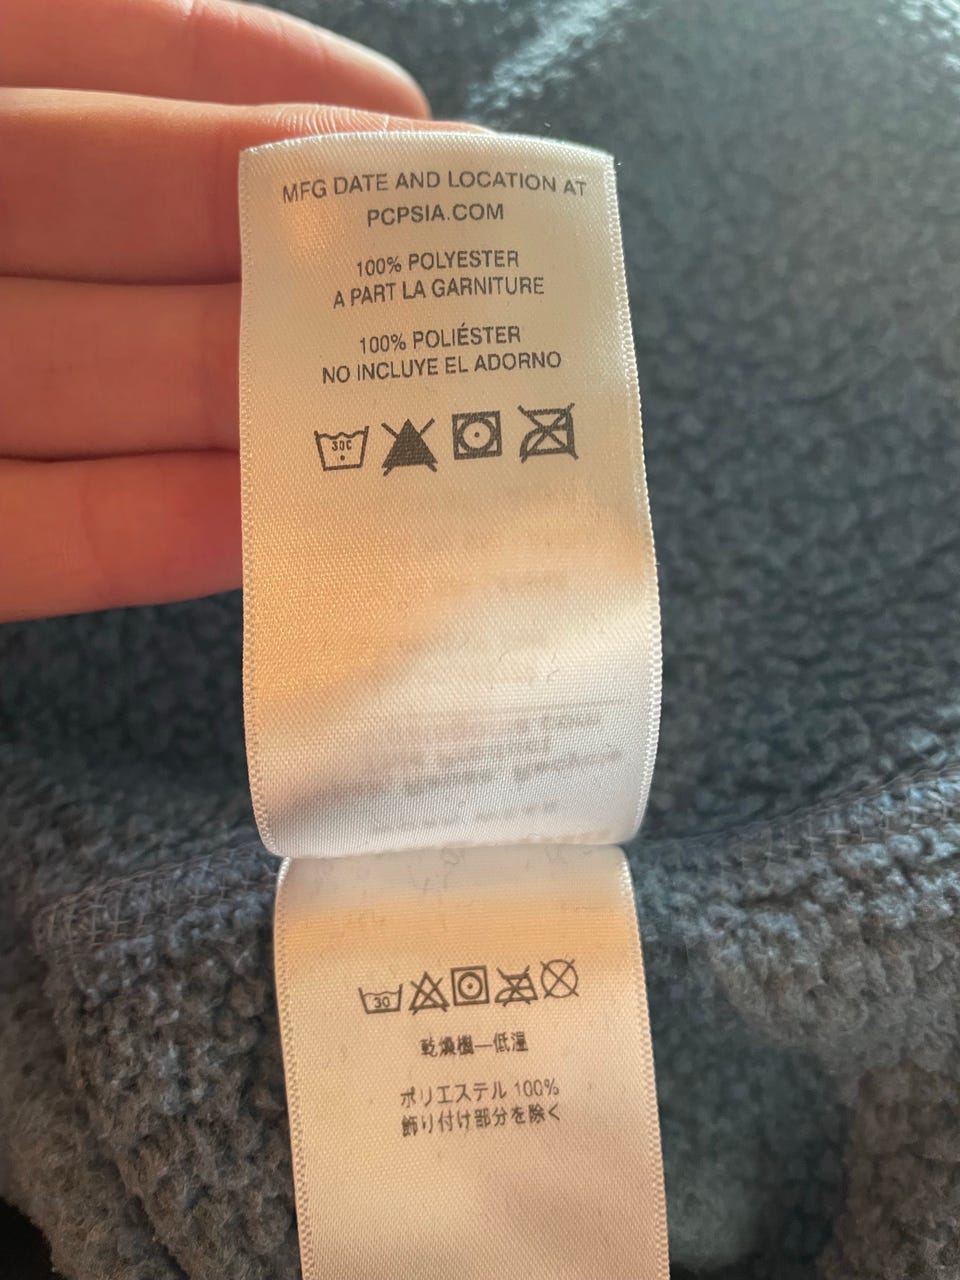 MFG DATE AND LOCATION AT
PCPSIA.COM
100% POLYESTER
A PART LA GARNITURE
100% POLIÉSTER
NO INCLUYE EL ADORNO
30C
30
乾燥機—低温
ポリエステル 100%
飾り付け部分を除く